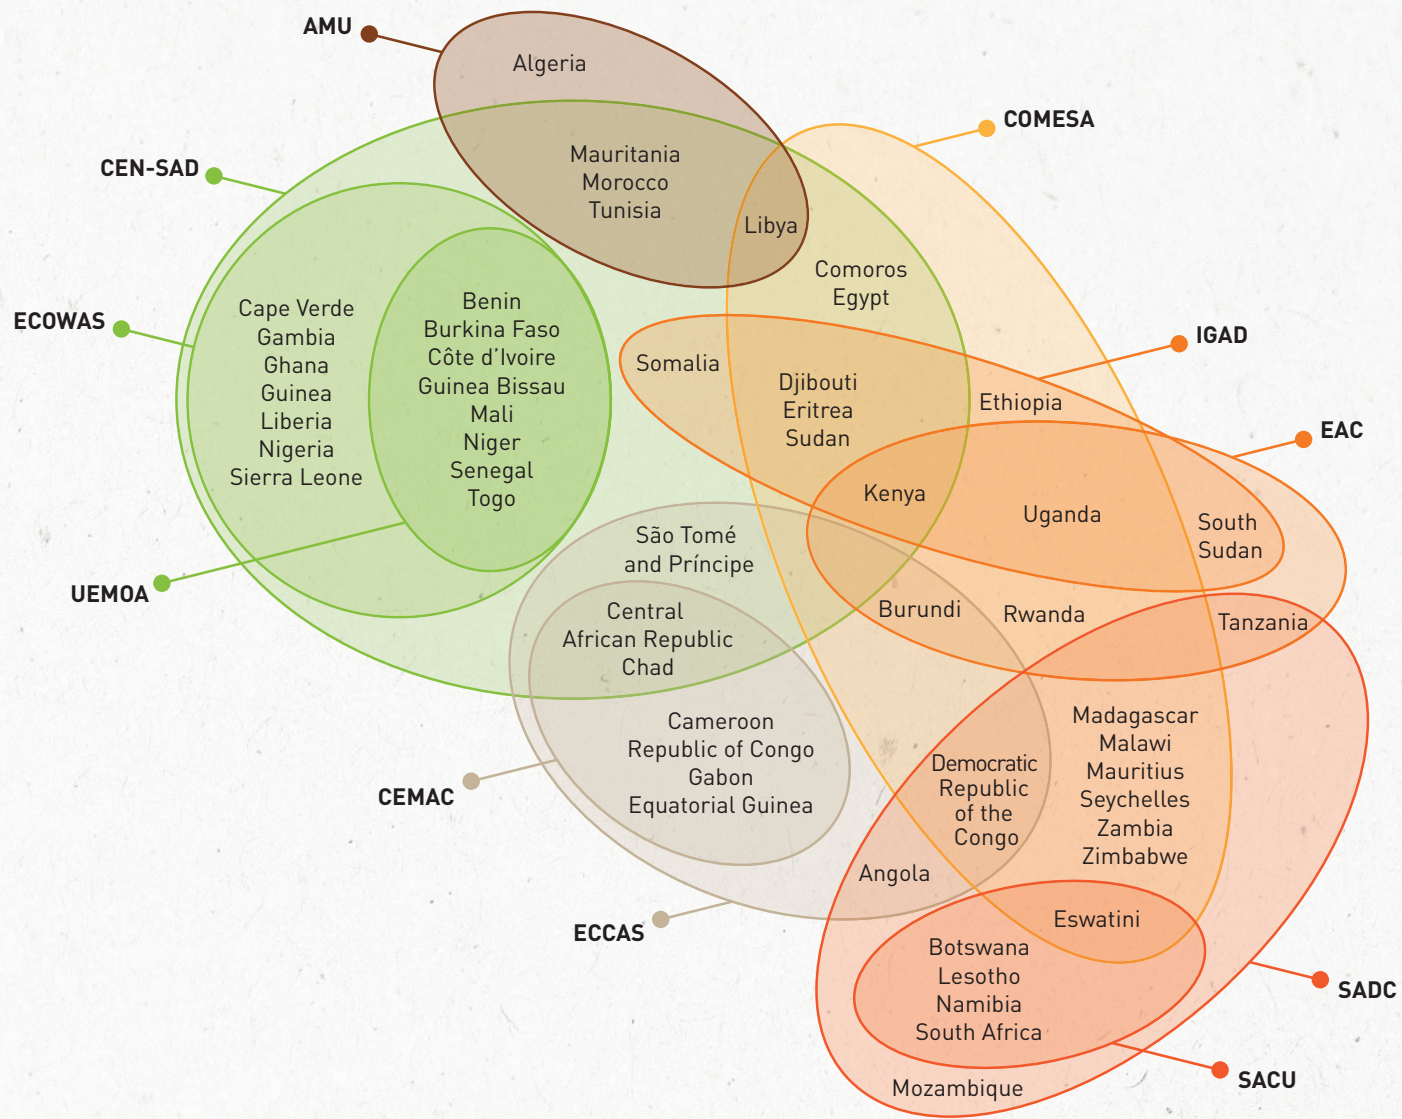 AMU
Algeria
COMESA
CEN-SAD
Mauritania
Morocco
Tunisia
Libya
Comoros
Egypt
ECOWAS
Cape Verde
Gambia
Ghana
Guinea
Liberia
Nigeria
Sierra Leone
Benin
Burkina Faso
Côte d’Ivoire
Guinea Bissau
Mali
Niger
Senegal
Togo
IGAD
Somalia
Djibouti
Eritrea
Sudan
Ethiopia
EAC
Kenya
Uganda
South
Sudan
UEMOA
São Tomé
and Príncipe
Central
African Republic
Chad
Burundi
Rwanda
Tanzania
Cameroon
Republic of Congo
Gabon
Equatorial Guinea
CEMAC
Democratic
Republic
of the
Congo
Madagascar
Malawi
Mauritius
Seychelles
Zambia
Zimbabwe
Angola
ECCAS
Eswatini
Botswana
Lesotho
Namibia
South Africa
SADC
SACU
Mozambique